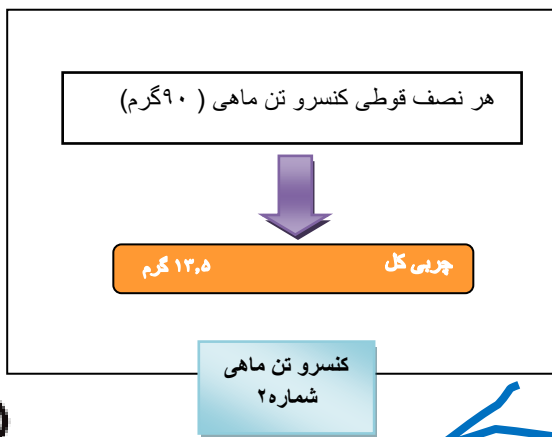 هر نصف قوطی کنسرو تن ماهی ( ۹۰گرم)
چربی کل ۱۳,۵ گرم
کنسرو تن ماهی
شماره۲